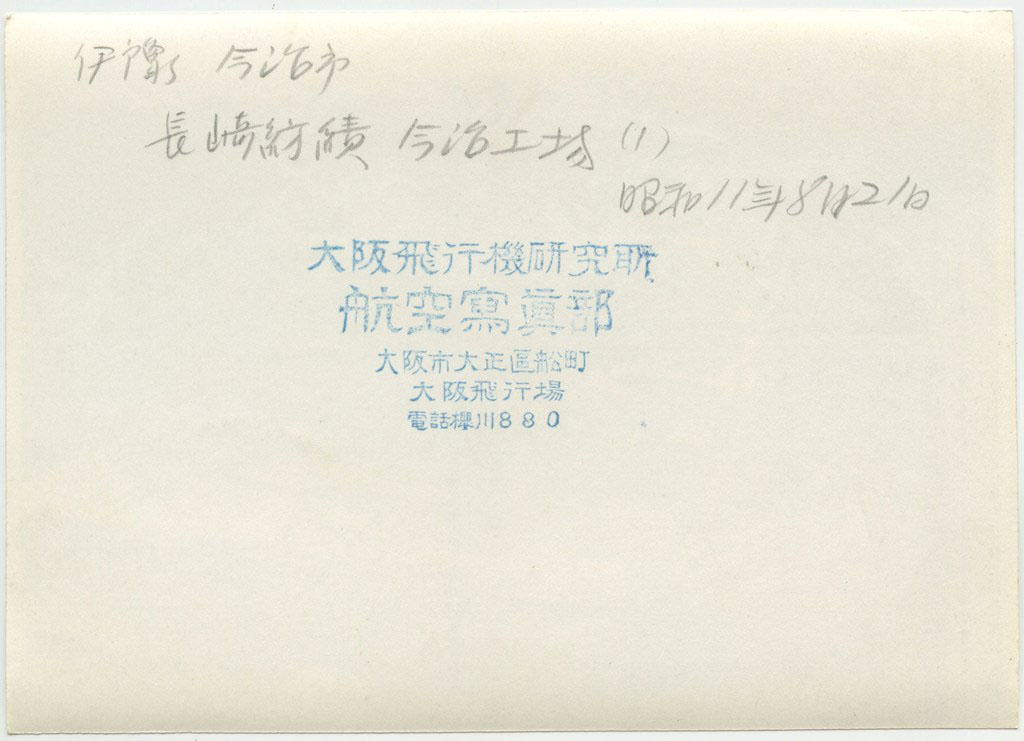 伊豫 今治市
長崎紡績 今治工場 (1)
昭和11年8月21日
大阪飛行機研究所
航空寫眞部
大阪市大正區船町
大阪飛行場
電話櫻川880